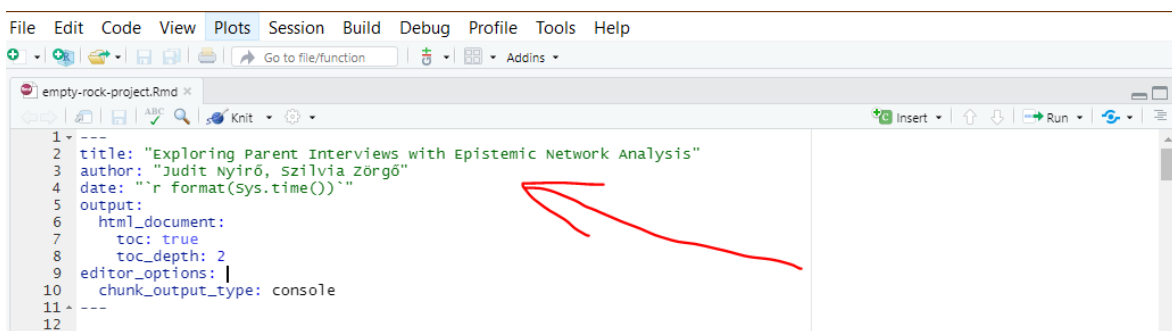 File Edit Code View Plots Session Build Debug Profile Tools Help
Go to file/function Addins
empty-rock-project.Rmd
ABC Knit Insert Run
1 ---
2 title: "Exploring Parent Interviews with Epistemic Network Analysis"
3 author: "Judit Nyirő, Szilvia Zörgő"
4 date: "`r format(Sys.time())`"
5 output:
6 html_document:
7 toc: true
8 toc_depth: 2
9 editor_options:
10 chunk_output_type: console
11 ---
12